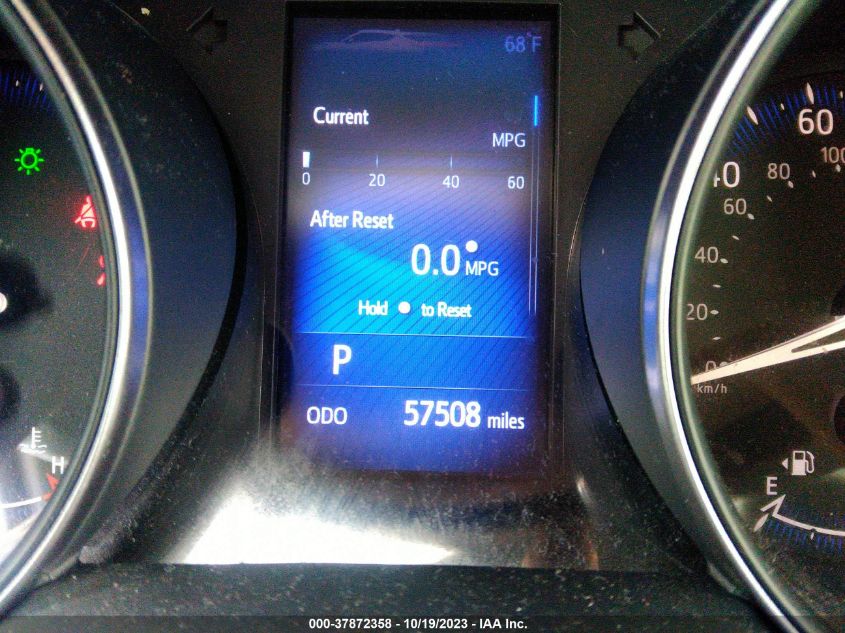 68°F
Current
MPG
0 20 40 60
After Reset
0.0 MPG
Hold to Reset
P
ODO 57508 miles
H
60
100
80
60
40
20
0
km/h
E
000-37872358 - 10/19/2023 - IAA Inc.